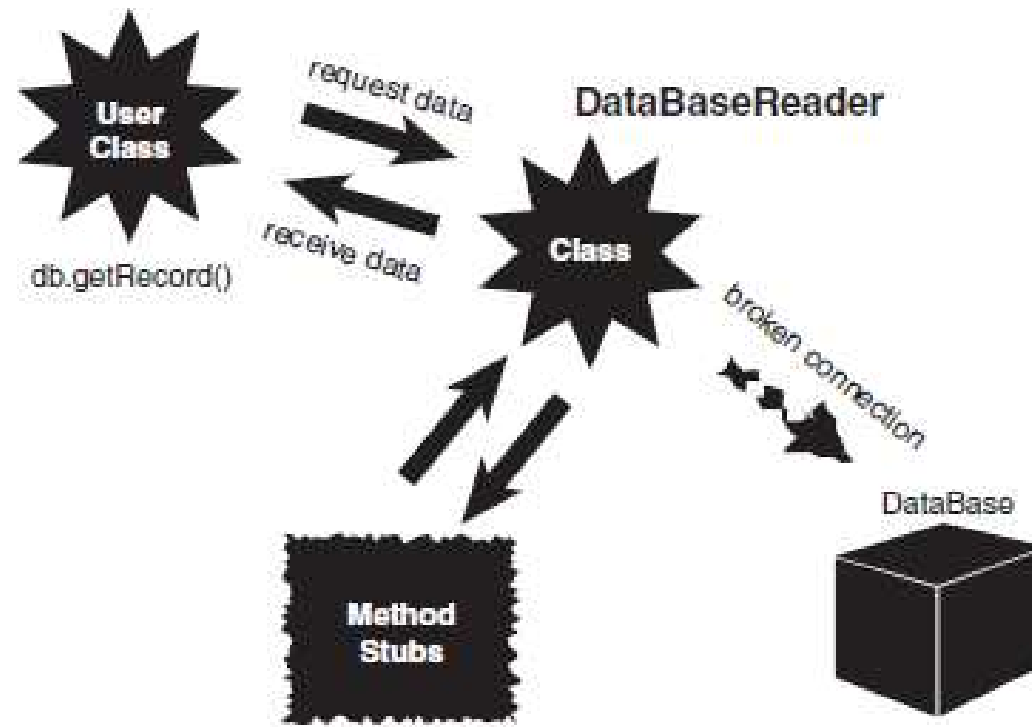 User
Class
request data
DataBaseReader
receive data
Class
db.getRecord()
broken connection
DataBase
Method
Stubs